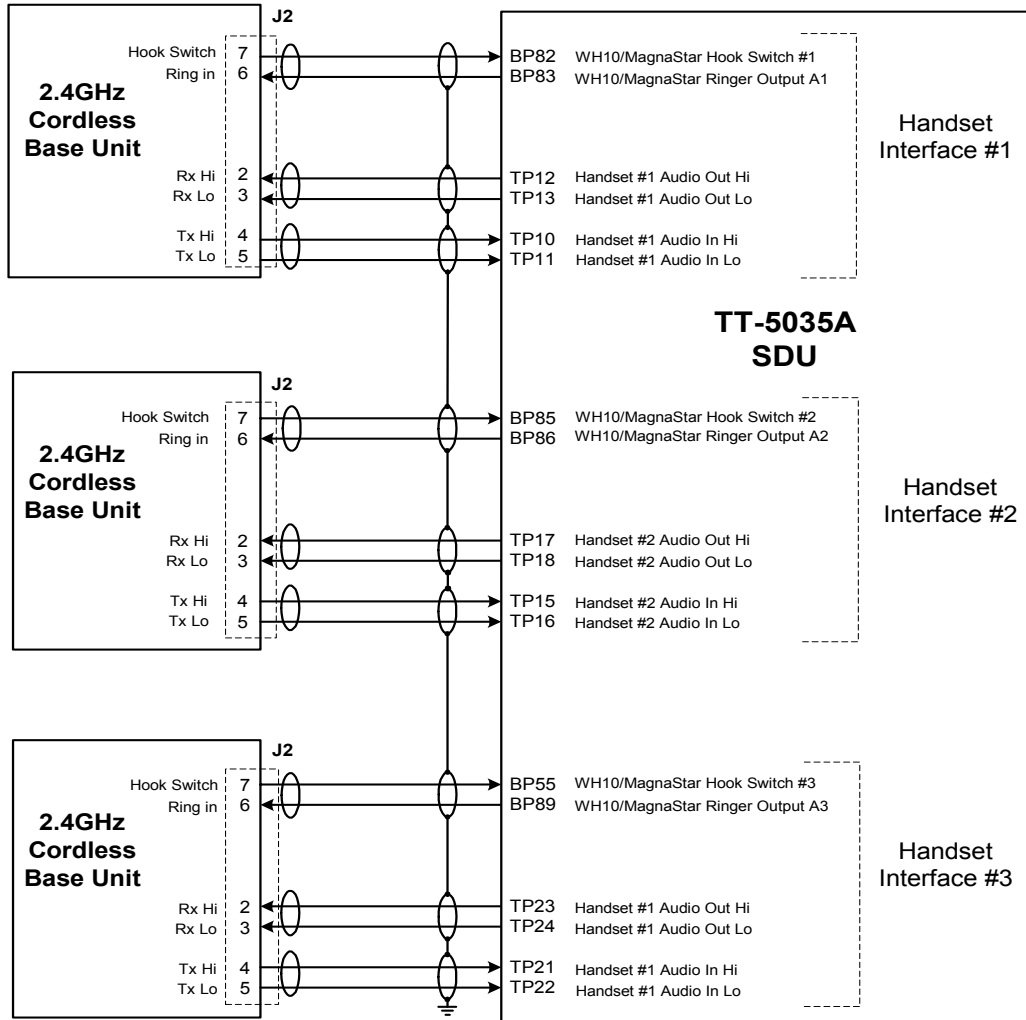 J2
Hook Switch 7 BP82 WH10/MagnaStar Hook Switch #1
Ring in 6 BP83 WH10/MagnaStar Ringer Output A1
2.4GHz
Cordless
Base Unit
Handset
Interface #1
Rx Hi 2 TP12 Handset #1 Audio Out Hi
Rx Lo 3 TP13 Handset #1 Audio Out Lo
Tx Hi 4 TP10 Handset #1 Audio In Hi
Tx Lo 5 TP11 Handset #1 Audio In Lo
TT-5035A
SDU
J2
Hook Switch 7 BP85 WH10/MagnaStar Hook Switch #2
Ring in 6 BP86 WH10/MagnaStar Ringer Output A2
2.4GHz
Cordless
Base Unit
Handset
Interface #2
Rx Hi 2 TP17 Handset #2 Audio Out Hi
Rx Lo 3 TP18 Handset #2 Audio Out Lo
Tx Hi 4 TP15 Handset #2 Audio In Hi
Tx Lo 5 TP16 Handset #2 Audio In Lo
J2
Hook Switch 7 BP55 WH10/MagnaStar Hook Switch #3
Ring in 6 BP89 WH10/MagnaStar Ringer Output A3
2.4GHz
Cordless
Base Unit
Handset
Interface #3
Rx Hi 2 TP23 Handset #1 Audio Out Hi
Rx Lo 3 TP24 Handset #1 Audio Out Lo
Tx Hi 4 TP21 Handset #1 Audio In Hi
Tx Lo 5 TP22 Handset #1 Audio In Lo